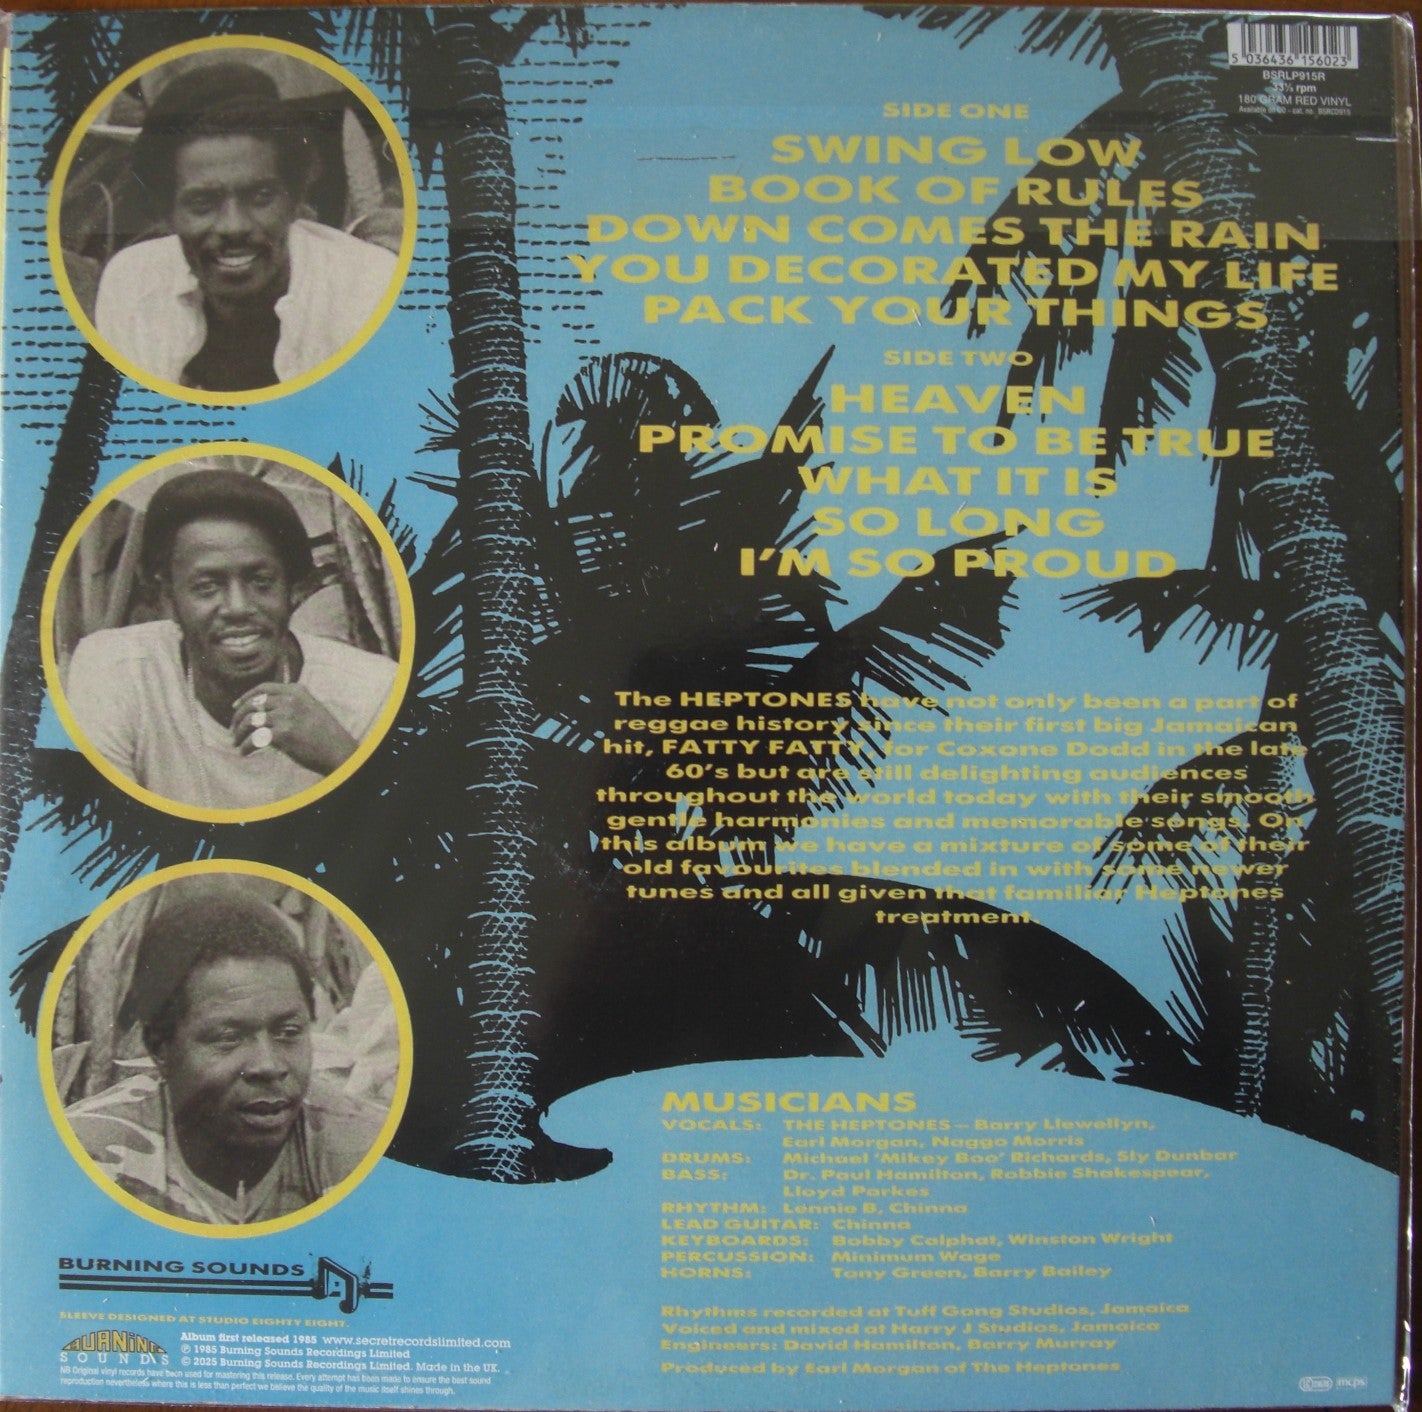 5 036436 156023
BSRLP915R
33⅓ rpm
180 GRAM RED VINYL
Available on CD - cat. no. BSRCD915
SIDE ONE
SWING LOW
BOOK OF RULES
DOWN COMES THE RAIN
YOU DECORATED MY LIFE
PACK YOUR THINGS
SIDE TWO
HEAVEN
PROMISE TO BE TRUE
WHAT IT IS
SO LONG
I'M SO PROUD
The HEPTONES have not only been a part of
reggae history since their first big Jamaican
hit, FATTY FATTY, for Coxone Dodd in the late
60's but are still delighting audiences
throughout the world today with their smooth
gentle harmonies and memorable songs. On
this album we have a mixture of some of their
old favourites blended in with some newer
tunes and all given that familiar Heptones
treatment.
MUSICIANS
VOCALS: THE HEPTONES – Barry Llewellyn,
Earl Morgan, Naggo Morris
DRUMS: Michael 'Mikey Boo' Richards, Sly Dunbar
BASS: Dr. Paul Hamilton, Robbie Shakespear,
Lloyd Parkes
RHYTHM: Lennie B, Chinna
LEAD GUITAR: Chinna
KEYBOARDS: Bobby Calphat, Winston Wright
PERCUSSION: Minimum Wage
HORNS: Tony Green, Barry Bailey
Rhythms recorded at Tuff Gong Studios, Jamaica
Voiced and mixed at Harry J Studios, Jamaica
Engineers: David Hamilton, Barry Murray
Produced by Earl Morgan of The Heptones
BURNING SOUNDS
SLEEVE DESIGNED AT STUDIO EIGHTY EIGHT.
BURNING
SOUNDS
Album first released 1985 www.secretrecordslimited.com
℗ 1985 Burning Sounds Recordings Limited
© 2025 Burning Sounds Recordings Limited. Made in the UK.
NB Original vinyl records have been used for mastering this release. Every attempt has been made to ensure the best sound
reproduction nevertheless where this is less than perfect we believe the quality of the music itself shines through.
mcps